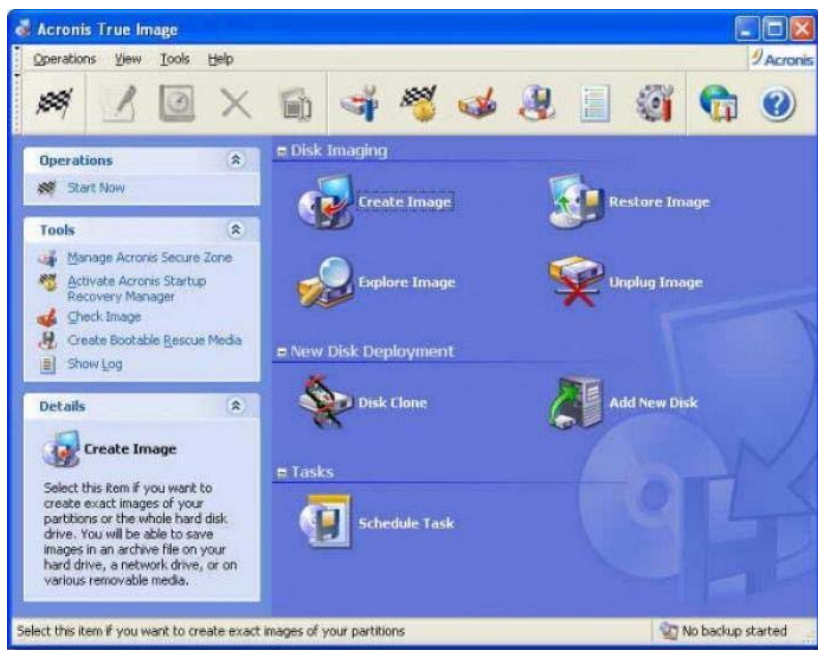 Acronis True Image
Operations View Tools Help
Acronis
Operations
Start Now
Tools
Manage Acronis Secure Zone
Activate Acronis Startup
Recovery Manager
Check Image
Create Bootable Rescue Media
Show Log
Details
Create Image
Select this item if you want to
create exact images of your
partitions or the whole hard disk
drive. You will be able to save
images in an archive file on your
hard drive, a network drive, or on
various removable media.
Disk Imaging
Create Image
Restore Image
Explore Image
Unplug Image
New Disk Deployment
Disk Clone
Add New Disk
Tasks
Schedule Task
Select this item if you want to create exact images of your partitions
No backup started